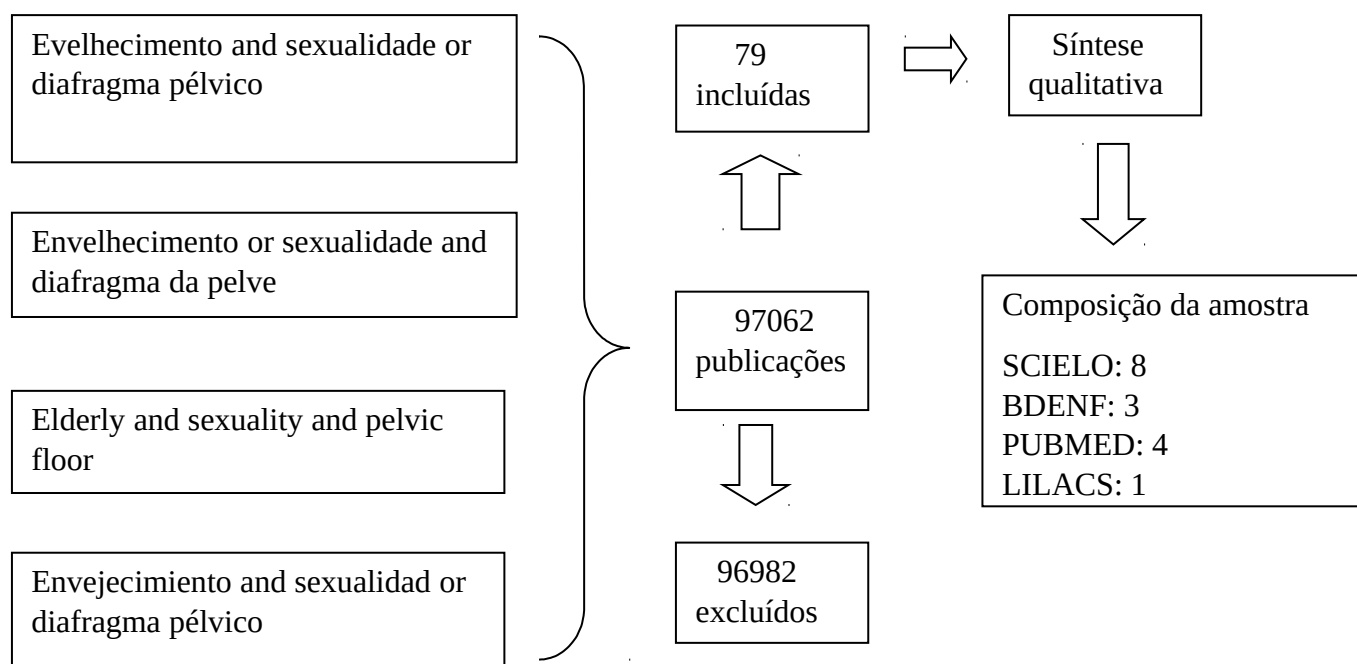 Evelhecimento and sexualidade or
diafragma pélvico
Envelhecimento or sexualidade and
diafragma da pelve
Elderly and sexuality and pelvic
floor
Envejecimiento and sexualidad or
diafragma pélvico
79
incluídas
97062
publicações
96982
excluídos
Síntese
qualitativa
Composição da amostra
SCIELO: 8
BDENF: 3
PUBMED: 4
LILACS: 1